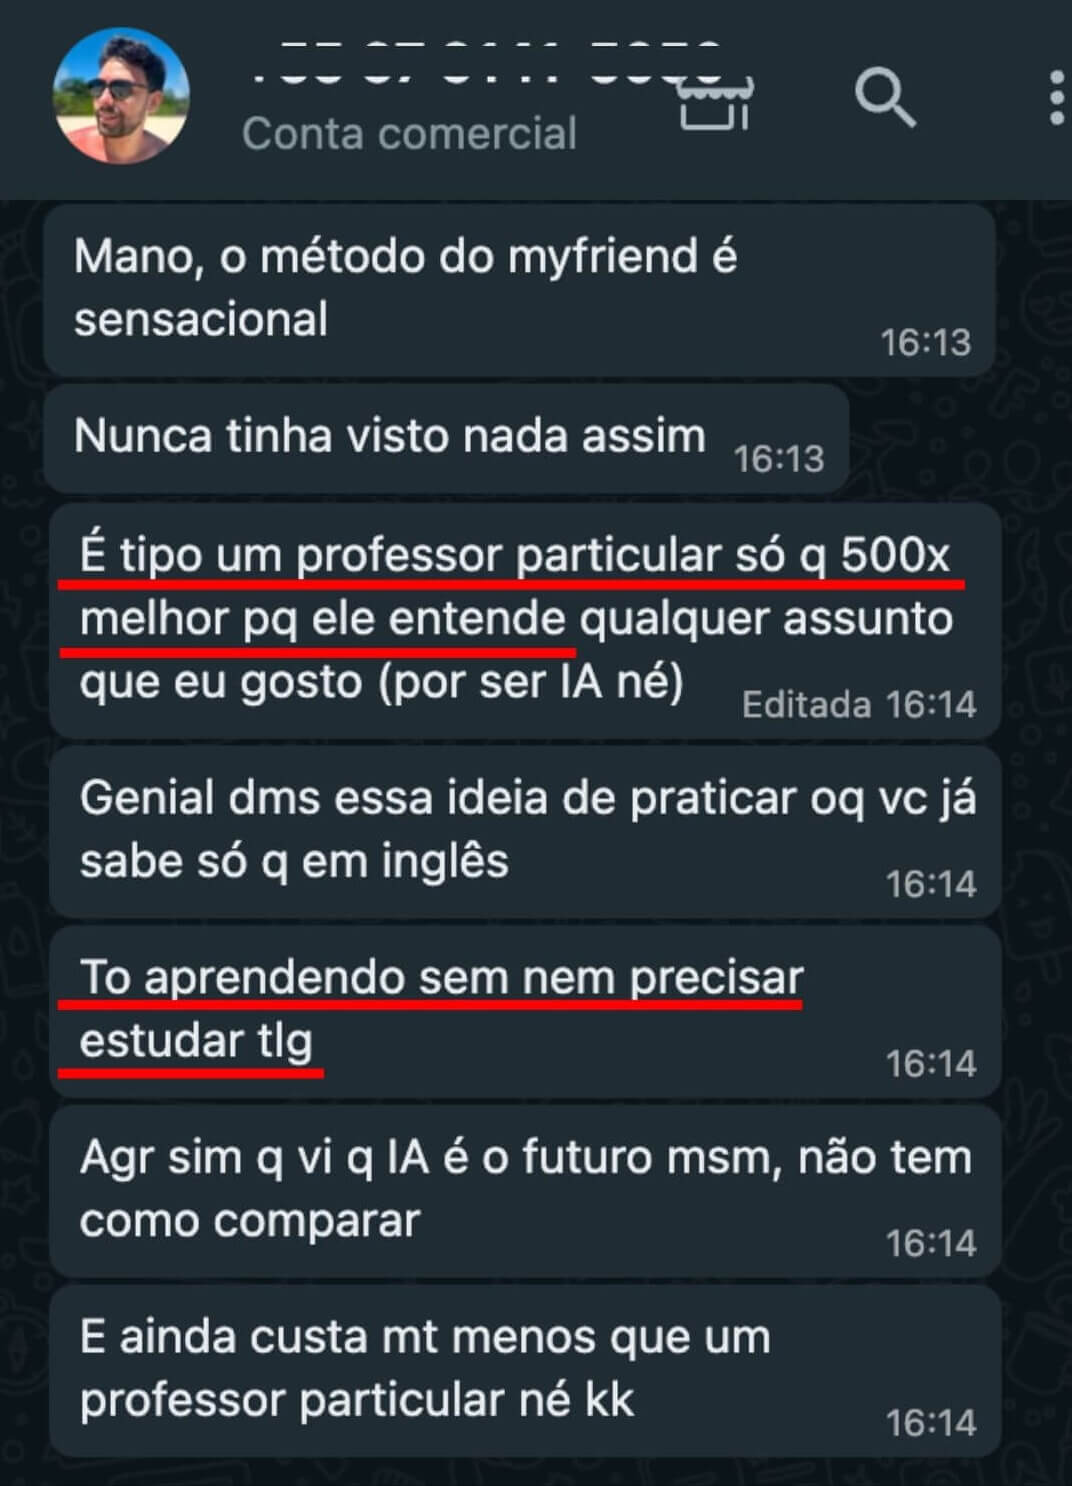 Conta comercial
Mano, o método do myfriend é
sensacional
16:13
Nunca tinha visto nada assim
16:13
É tipo um professor particular só q 500x
melhor pq ele entende qualquer assunto
que eu gosto (por ser IA né)
Editada 16:14
Genial dms essa ideia de praticar oq vc já
sabe só q em inglês
16:14
To aprendendo sem nem precisar
estudar tlg
16:14
Agr sim q vi q IA é o futuro msm, não tem
como comparar
16:14
E ainda custa mt menos que um
professor particular né kk
16:14